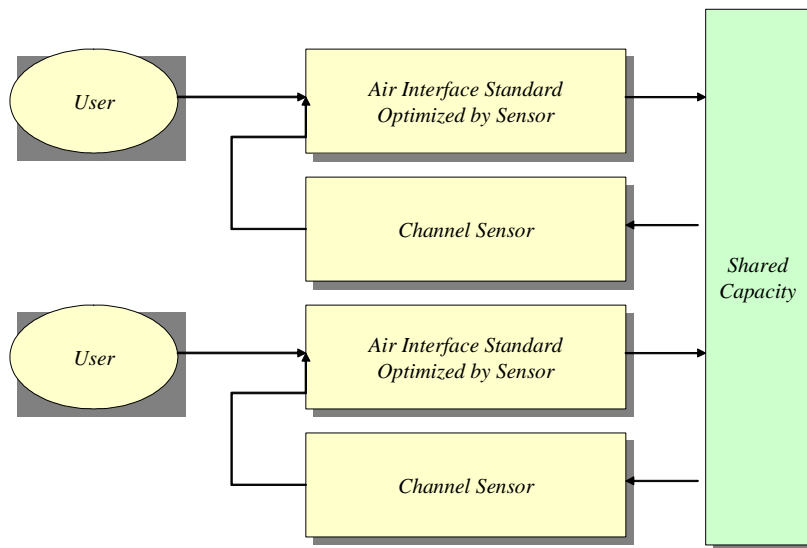 User
Air Interface Standard
Optimized by Sensor
Channel Sensor
Shared
Capacity
User
Air Interface Standard
Optimized by Sensor
Channel Sensor